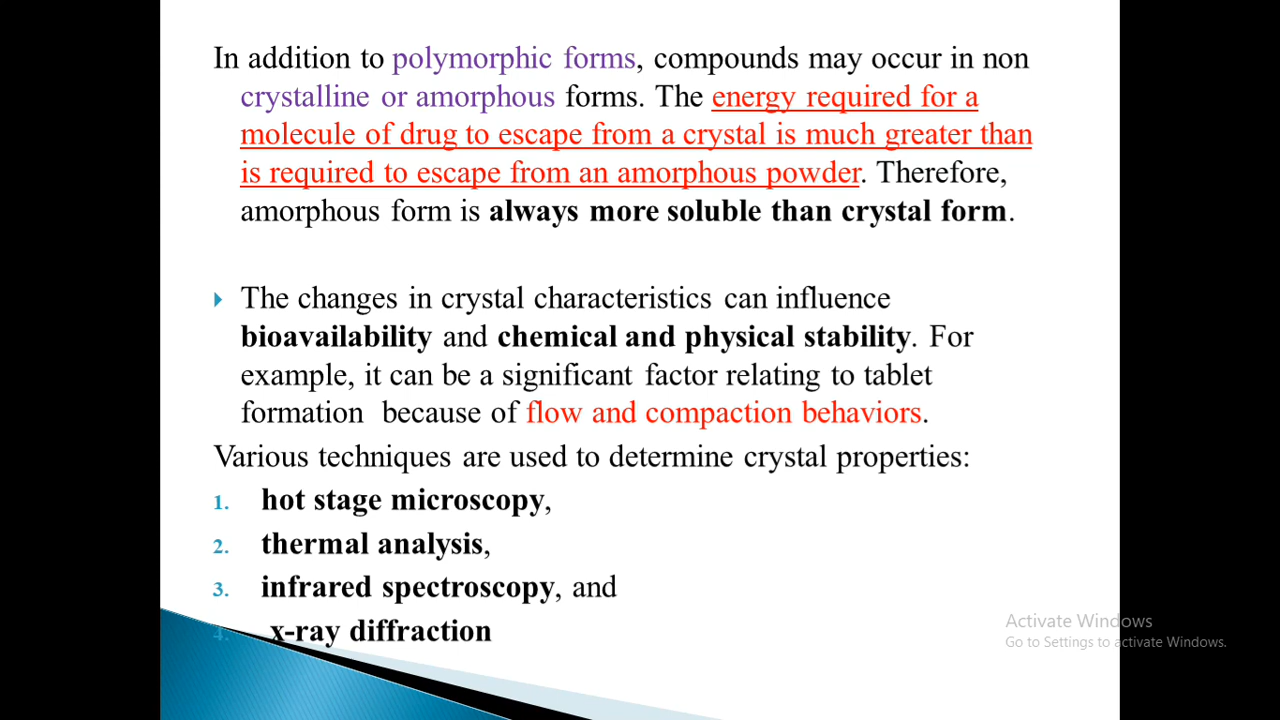 In addition to polymorphic forms, compounds may occur in non
crystalline or amorphous forms. The energy required for a
molecule of drug to escape from a crystal is much greater than
is required to escape from an amorphous powder. Therefore,
amorphous form is always more soluble than crystal form.
The changes in crystal characteristics can influence
bioavailability and chemical and physical stability. For
example, it can be a significant factor relating to tablet
formation because of flow and compaction behaviors.
Various techniques are used to determine crystal properties:
1. hot stage microscopy,
2. thermal analysis,
3. infrared spectroscopy, and
4. x-ray diffraction
Activate Windows
Go to Settings to activate Windows.